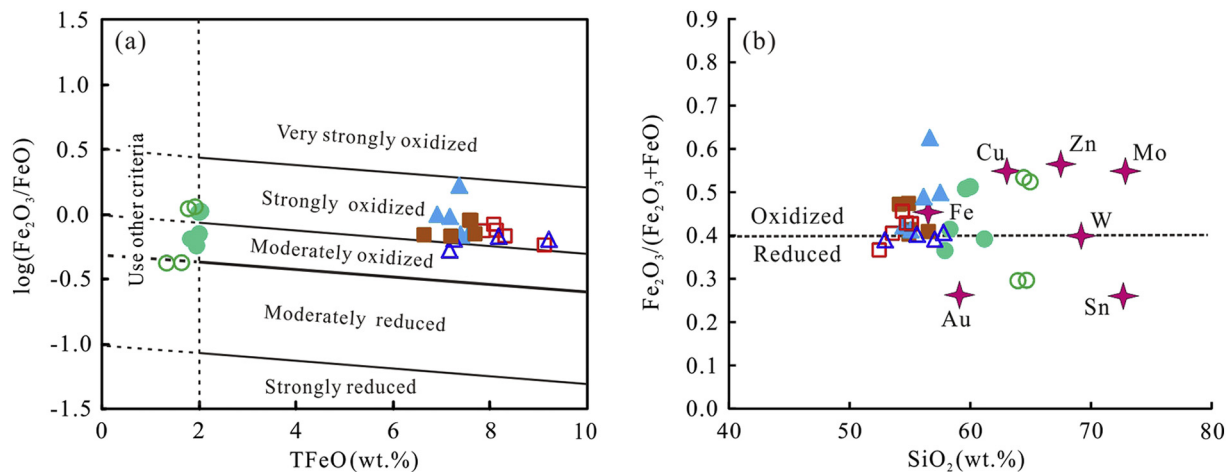 (a)
1.5
1.0
0.5
0.0
-0.5
-1.0
-1.5
log(Fe₂O₃/FeO)
Use other criteria
Very strongly oxidized
Strongly oxidized
Moderately oxidized
Moderately reduced
Strongly reduced
0 2 4 6 8 10
TFeO(wt.%)
(b)
0.9
0.8
0.7
0.6
0.5
0.4
0.3
0.2
0.1
0.0
Fe₂O₃/(Fe₂O₃+FeO)
Cu
Zn
Mo
Fe
W
Oxidized
Reduced
Au
Sn
40 50 60 70 80
SiO₂(wt.%)